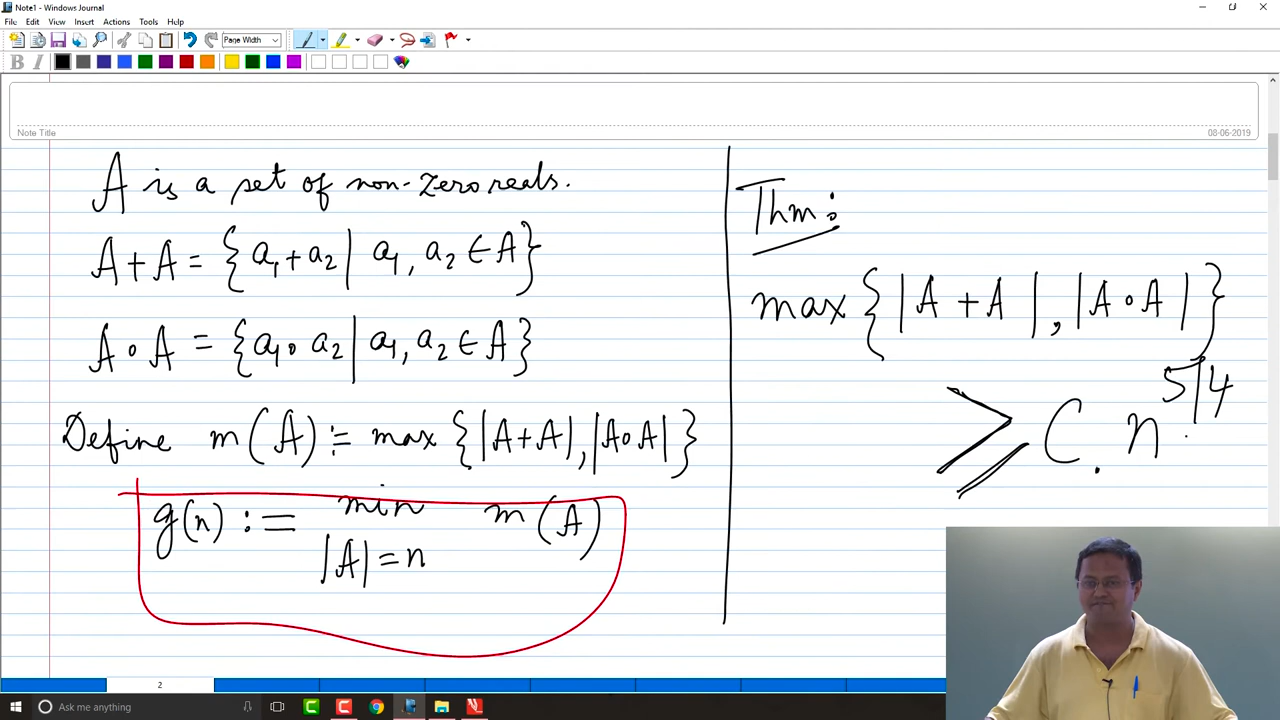 Note1 - Windows Journal
File Edit View Insert Actions Tools Help
Page Width
B I
Note Title
08-06-2019
A is a set of non-zero reals.
A+A = {a₁+a₂ | a₁, a₂ ∈ A}
A∘A = {a₁∘a₂ | a₁, a₂ ∈ A}
Define m(A) := max{|A+A|, |A∘A|}
g(n) := min m(A)
|A|=n
Thm:
max{|A+A|, |A∘A|}
≥ C. n^5/4
2
Ask me anything